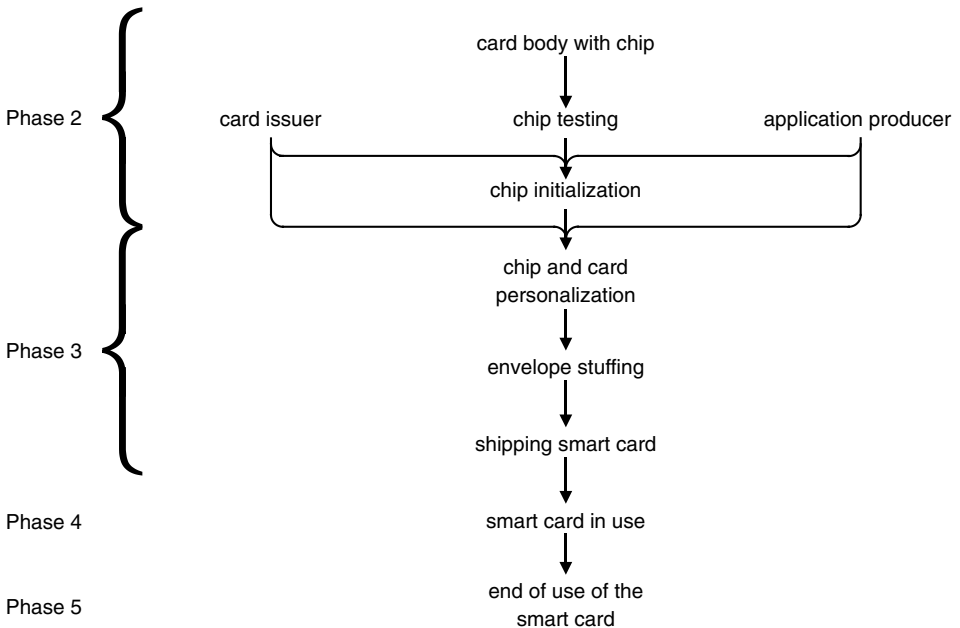 card body with chip
Phase 2
card issuer
chip testing
application producer
chip initialization
chip and card
personalization
Phase 3
envelope stuffing
shipping smart card
Phase 4
smart card in use
Phase 5
end of use of the
smart card